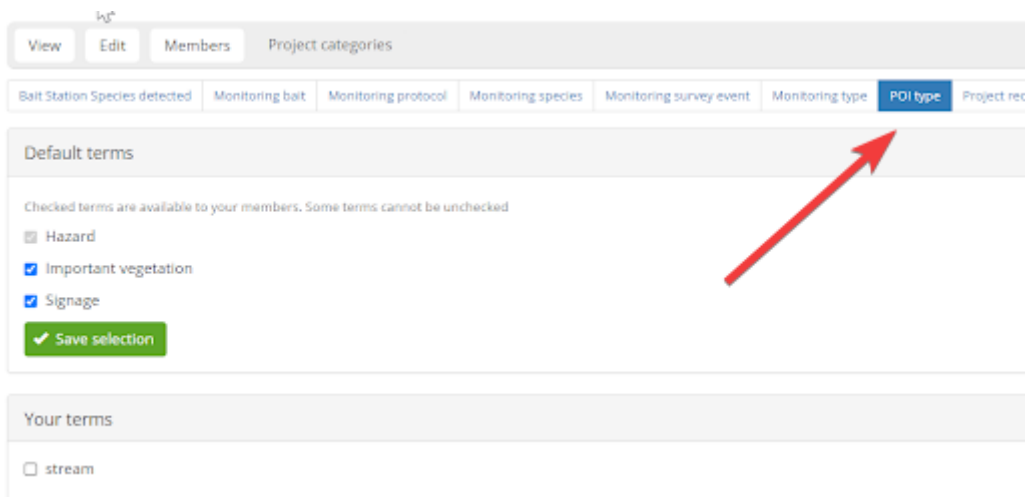 View Edit Members Project categories
Bait Station Species detected Monitoring bait Monitoring protocol Monitoring species Monitoring survey event Monitoring type POI type Project rec
Default terms
Checked terms are available to your members. Some terms cannot be unchecked
Hazard
Important vegetation
Signage
Save selection
Your terms
stream